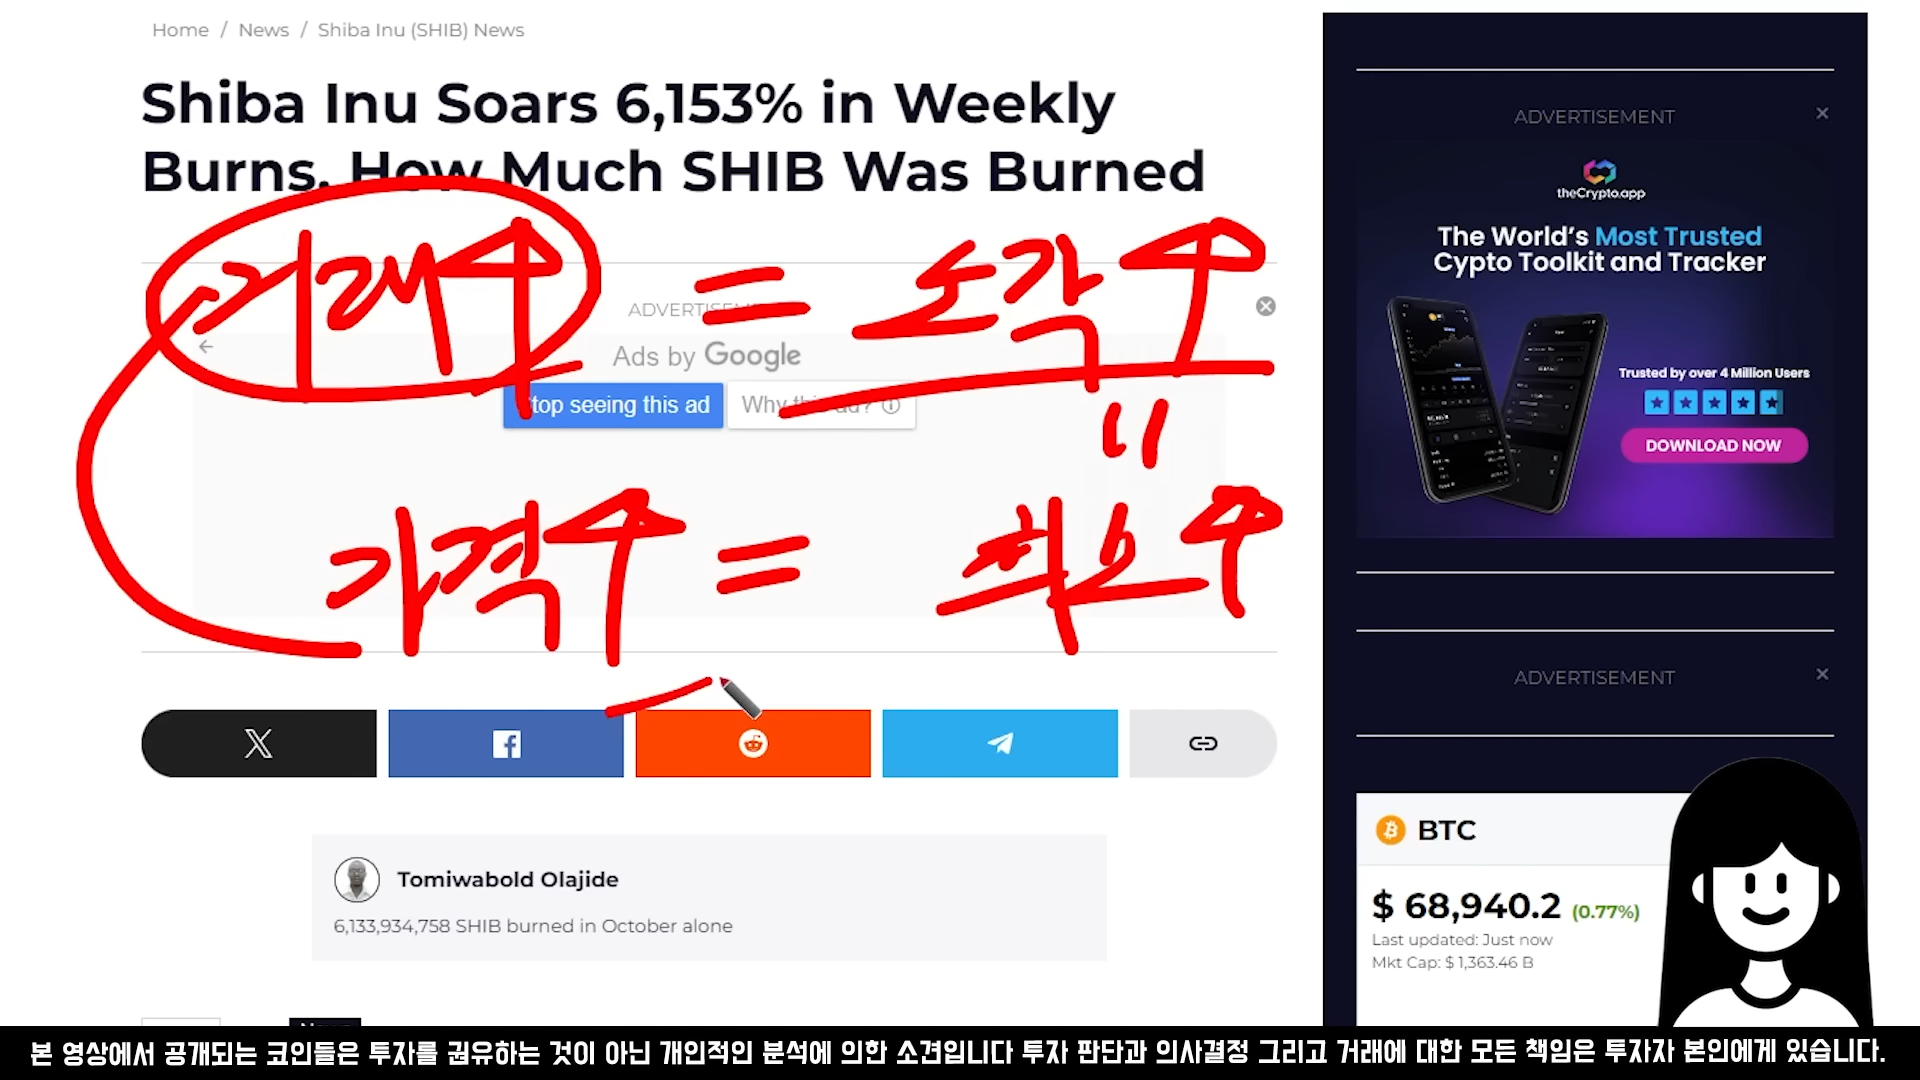 Home / News / Shiba Inu (SHIB) News
Shiba Inu Soars 6,153% in Weekly
Burns. How Much SHIB Was Burned
거래↑ = 소각↑
Ads by Google
Stop seeing this ad
Why this ad?
=
가격↑ = 희소↑
Tomiwabold Olajide
6,133,934,758 SHIB burned in October alone
ADVERTISEMENT
theCrypto.app
The World's Most Trusted
Cypto Toolkit and Tracker
Trusted by over 4 Million Users
DOWNLOAD NOW
ADVERTISEMENT
BTC
$ 68,940.2 (0.77%)
Last updated: Just now
Mkt Cap: $ 1,363.46 B
본 영상에서 공개되는 코인들은 투자를 권유하는 것이 아닌 개인적인 분석에 의한 소견입니다 투자 판단과 의사결정 그리고 거래에 대한 모든 책임은 투자자 본인에게 있습니다.